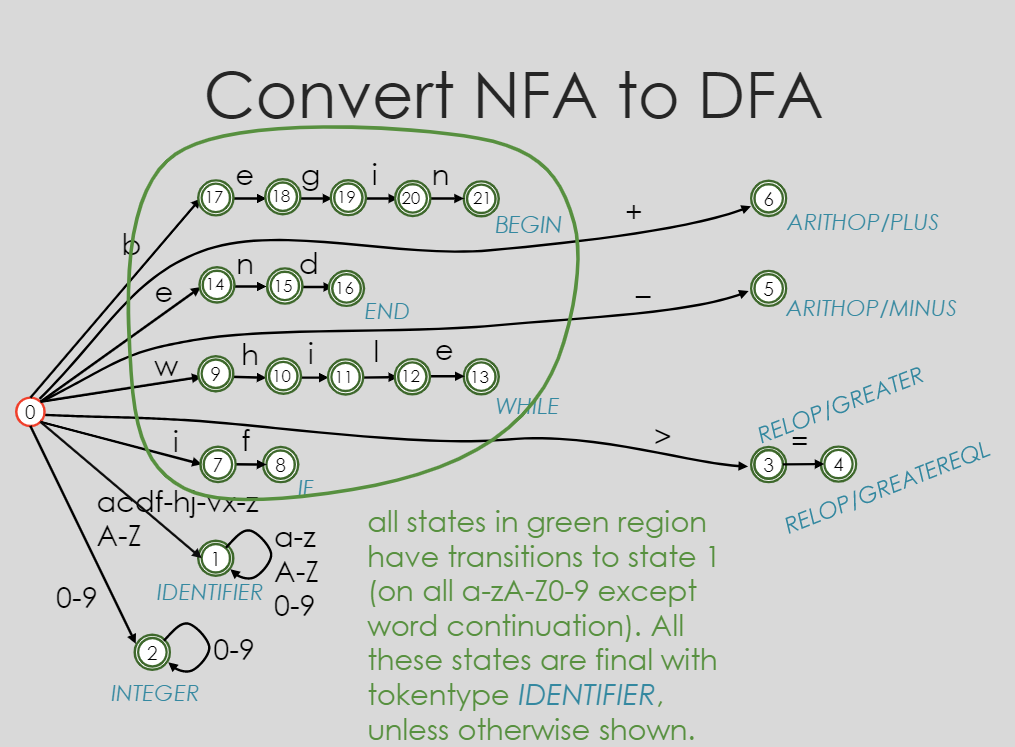 Convert NFA to DFA
b
17 e 18 g 19 i 20 n 21
BEGIN
+
6
ARITHOP/PLUS
e
14 n 15 d 16
END
–
5
ARITHOP/MINUS
w
9 h 10 i 11 l 12 e 13
WHILE
0
i
7 f 8
IF
>
RELOP/GREATER
3 = 4
RELOP/GREATEREQL
acdf-hj-vx-z
A-Z
1
IDENTIFIER
a-z
A-Z
0-9
0-9
2
0-9
INTEGER
all states in green region
have transitions to state 1
(on all a-zA-Z0-9 except
word continuation). All
these states are final with
tokentype IDENTIFIER,
unless otherwise shown.